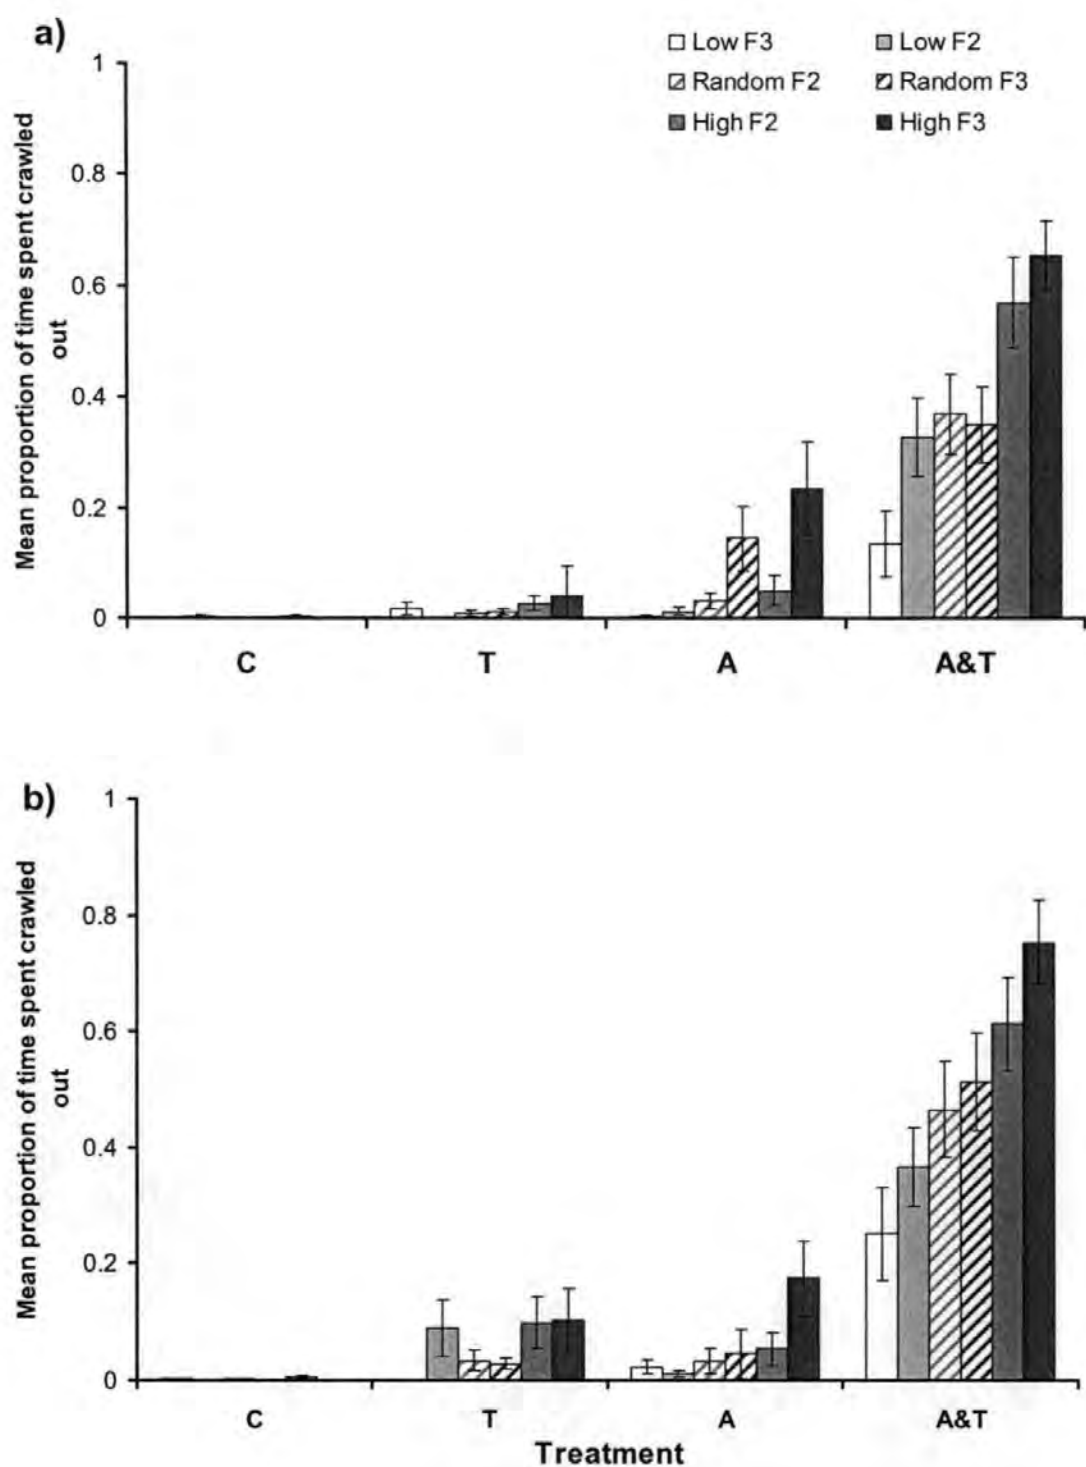 a)
Low F3 Low F2
Random F2 Random F3
High F2 High F3
Mean proportion of time spent crawled
out
1
0.8
0.6
0.4
0.2
0
C T A A&T
b)
Mean proportion of time spent crawled
out
1
0.8
0.6
0.4
0.2
0
C T A A&T
Treatment